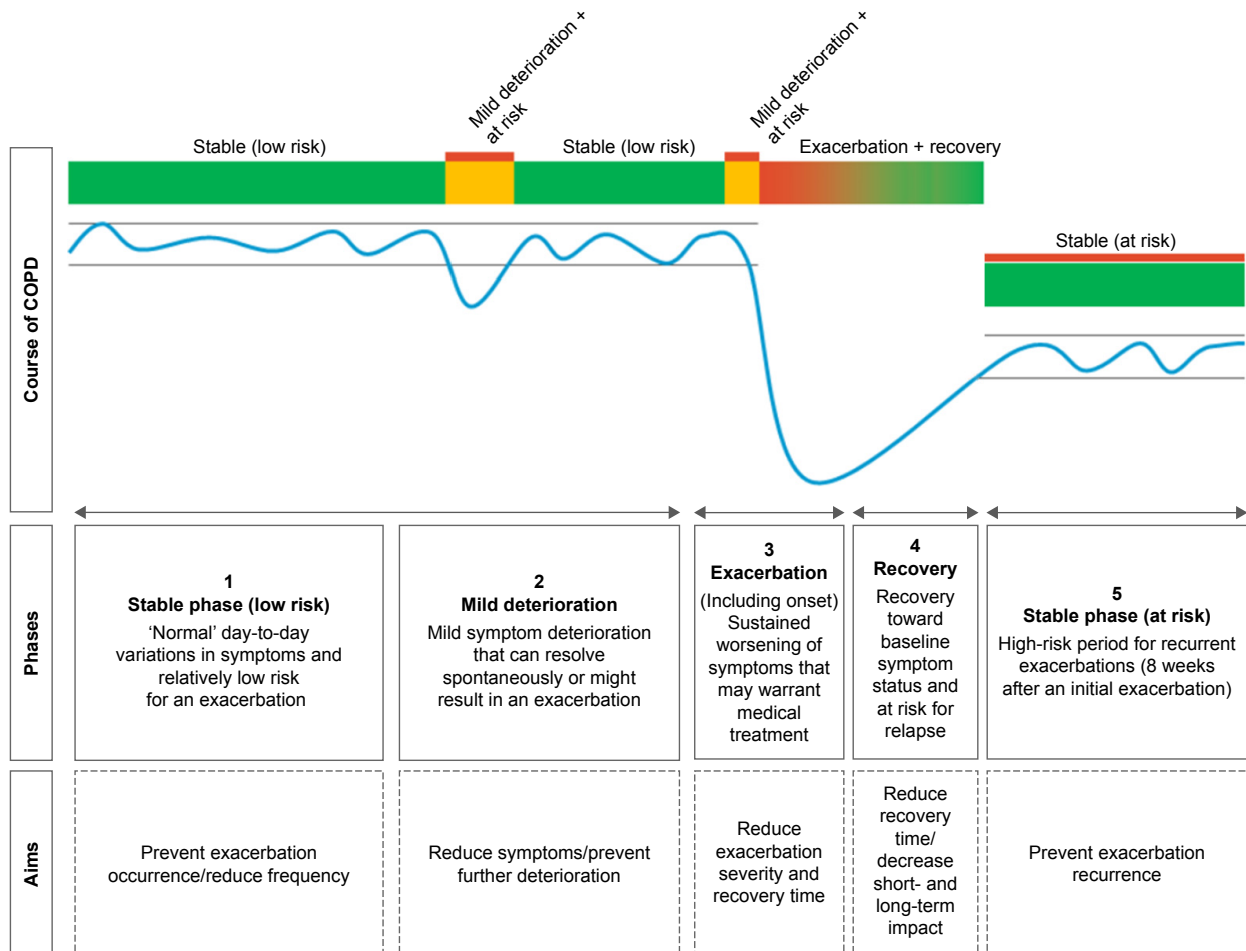 Mild deterioration +
at risk
Mild deterioration +
at risk
Stable (low risk)
Stable (low risk)
Exacerbation + recovery
Stable (at risk)
Course of COPD
Phases
1
Stable phase (low risk)
‘Normal’ day-to-day
variations in symptoms and
relatively low risk
for an exacerbation
2
Mild deterioration
Mild symptom deterioration
that can resolve
spontaneously or might
result in an exacerbation
3
Exacerbation
(Including onset)
Sustained
worsening of
symptoms that
may warrant
medical
treatment
4
Recovery
Recovery
toward
baseline
symptom
status and
at risk for
relapse
5
Stable phase (at risk)
High-risk period for recurrent
exacerbations (8 weeks
after an initial exacerbation)
Aims
Prevent exacerbation
occurrence/reduce frequency
Reduce symptoms/prevent
further deterioration
Reduce
exacerbation
severity and
recovery time
Reduce
recovery
time/
decrease
short- and
long-term
impact
Prevent exacerbation
recurrence